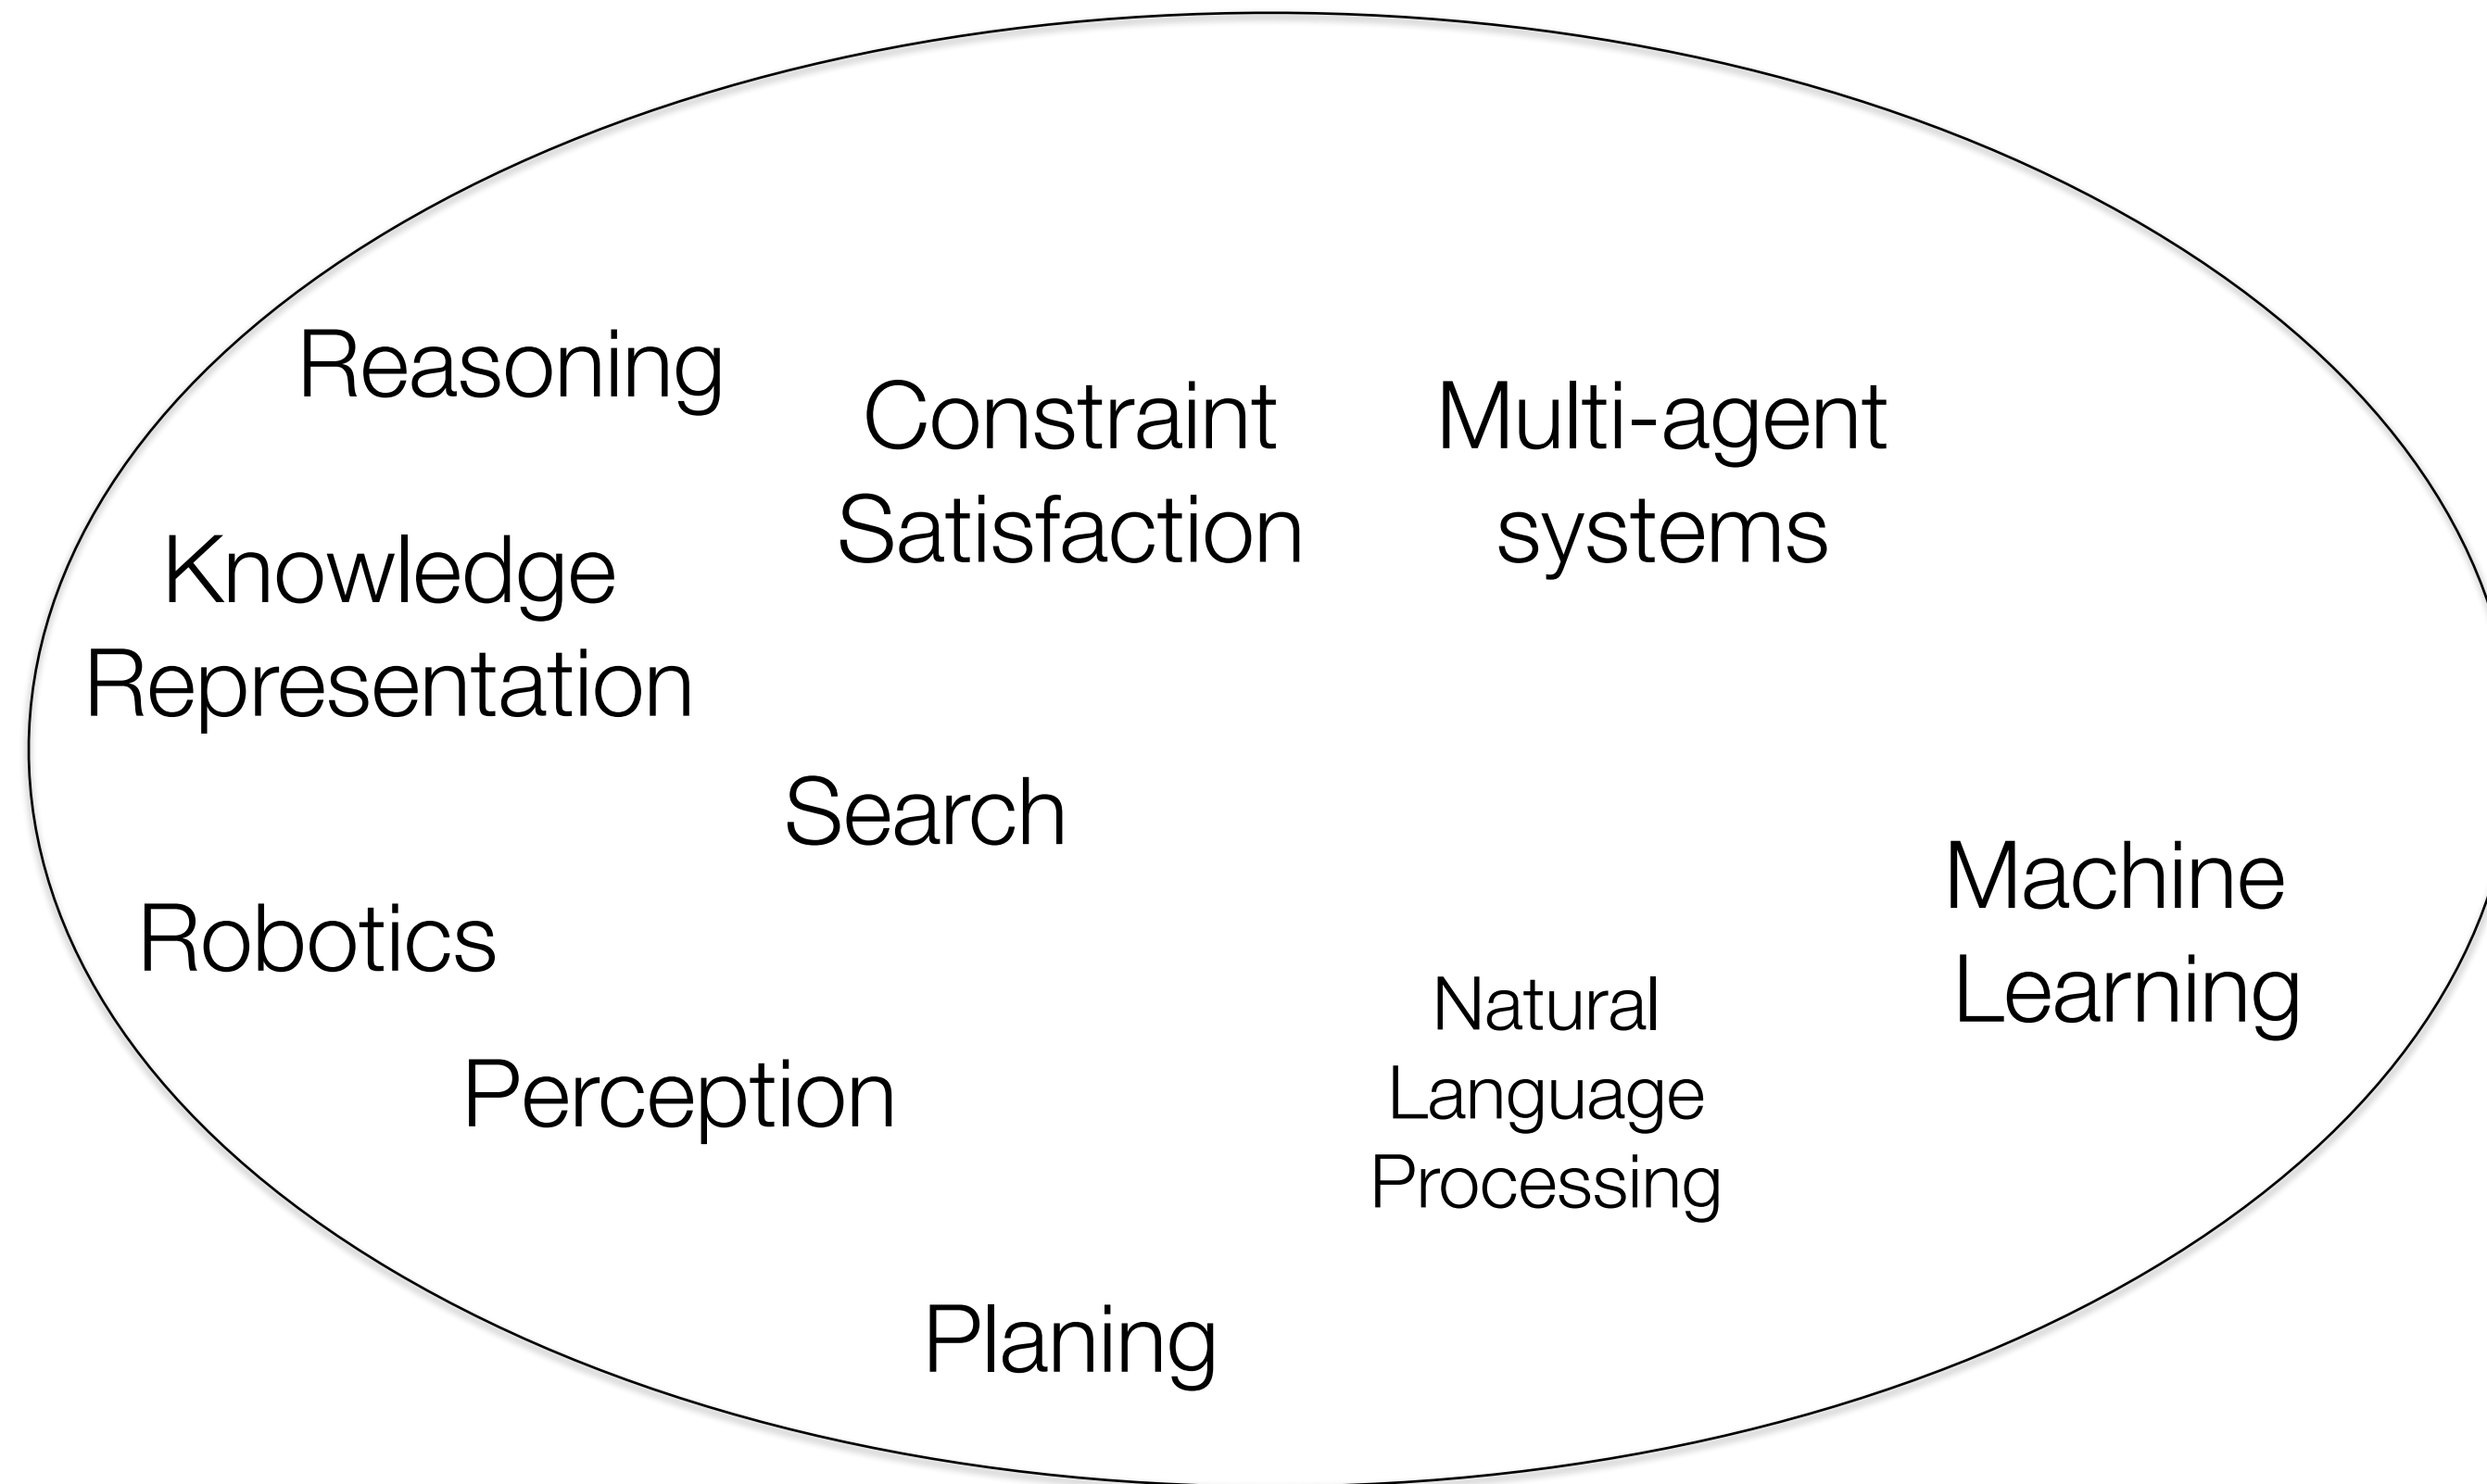 Reasoning
Constraint
Satisfaction
Multi-agent
systems
Knowledge
Representation
Search
Machine
Learning
Robotics
Natural
Language
Processing
Perception
Planing